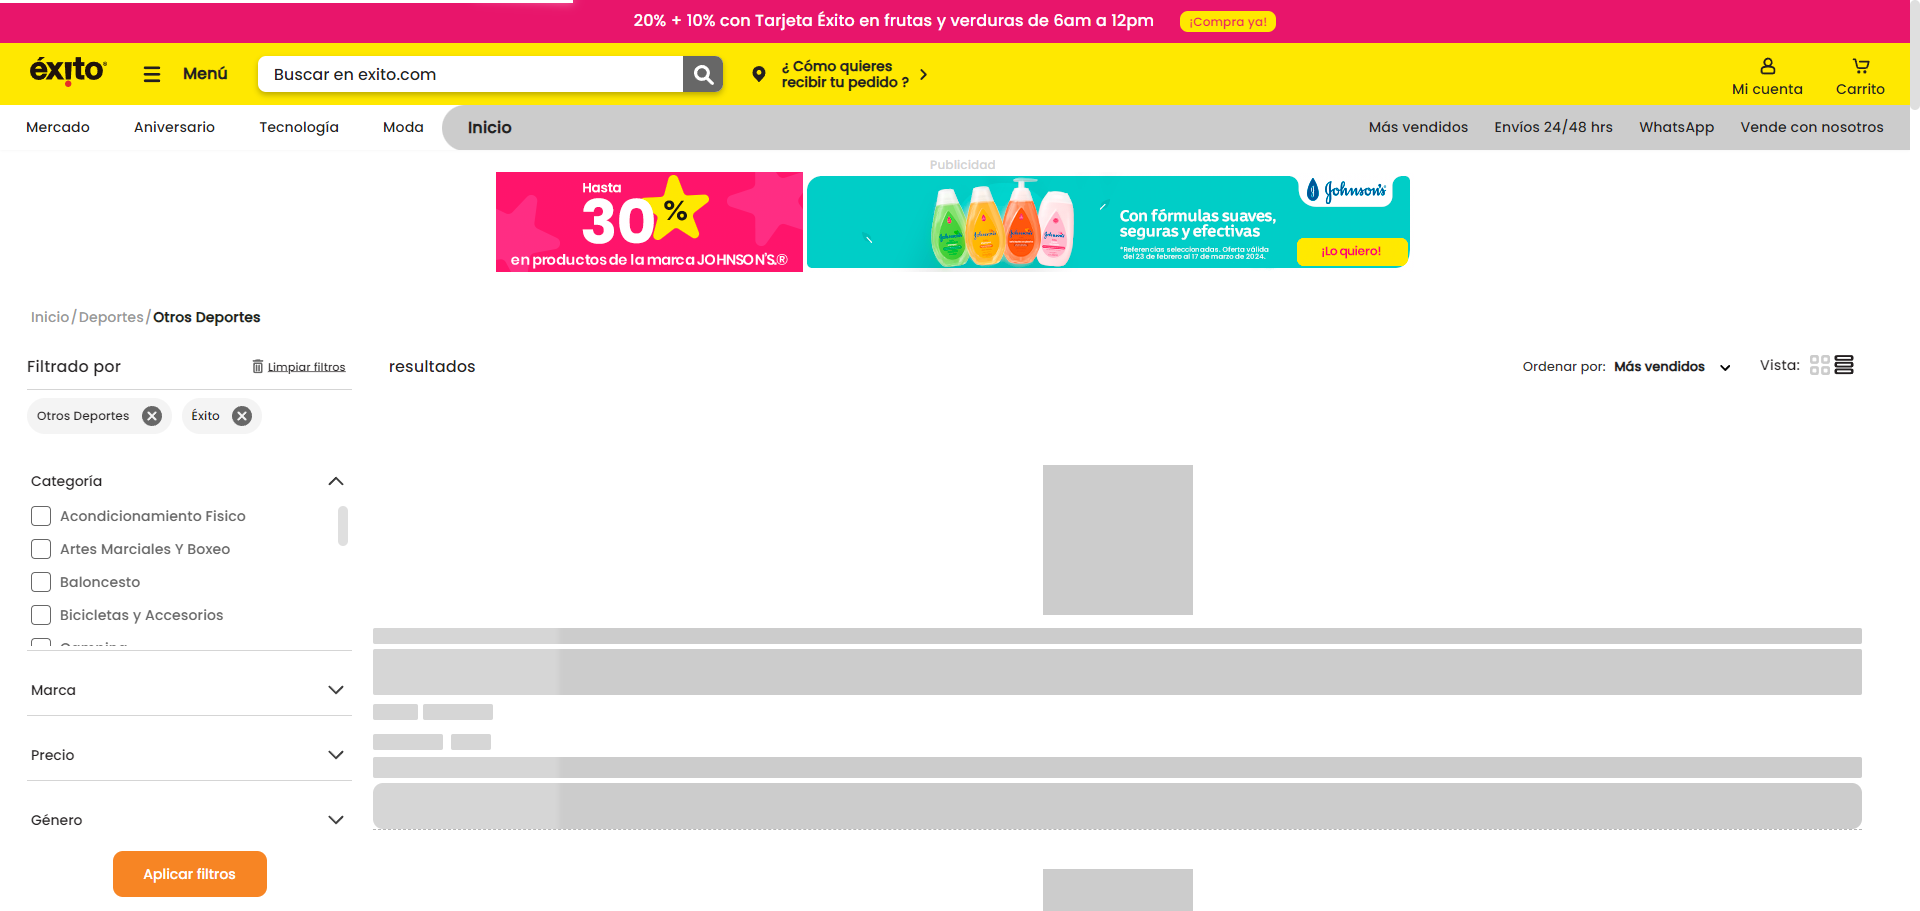 20% + 10% con Tarjeta Éxito en frutas y verduras de 6am a 12pm
¡Compra ya!
éxito
Menú
Buscar en exito.com
¿ Cómo quieres
recibir tu pedido ?
Mi cuenta
Carrito
Mercado
Aniversario
Tecnología
Moda
Inicio
Más vendidos
Envíos 24/48 hrs
WhatsApp
Vende con nosotros
Publicidad
Hasta
30%
en productos de la marca JOHNSON'S.®
Johnson's
Con fórmulas suaves,
seguras y efectivas
*Referencias seleccionadas. Oferta válida
del 23 de febrero al 17 de marzo de 2024.
¡Lo quiero!
Inicio / Deportes / Otros Deportes
Filtrado por
Limpiar filtros
resultados
Ordenar por: Más vendidos
Vista:
Otros Deportes
Éxito
Categoría
Acondicionamiento Fisico
Artes Marciales Y Boxeo
Baloncesto
Bicicletas y Accesorios
Marca
Precio
Género
Aplicar filtros